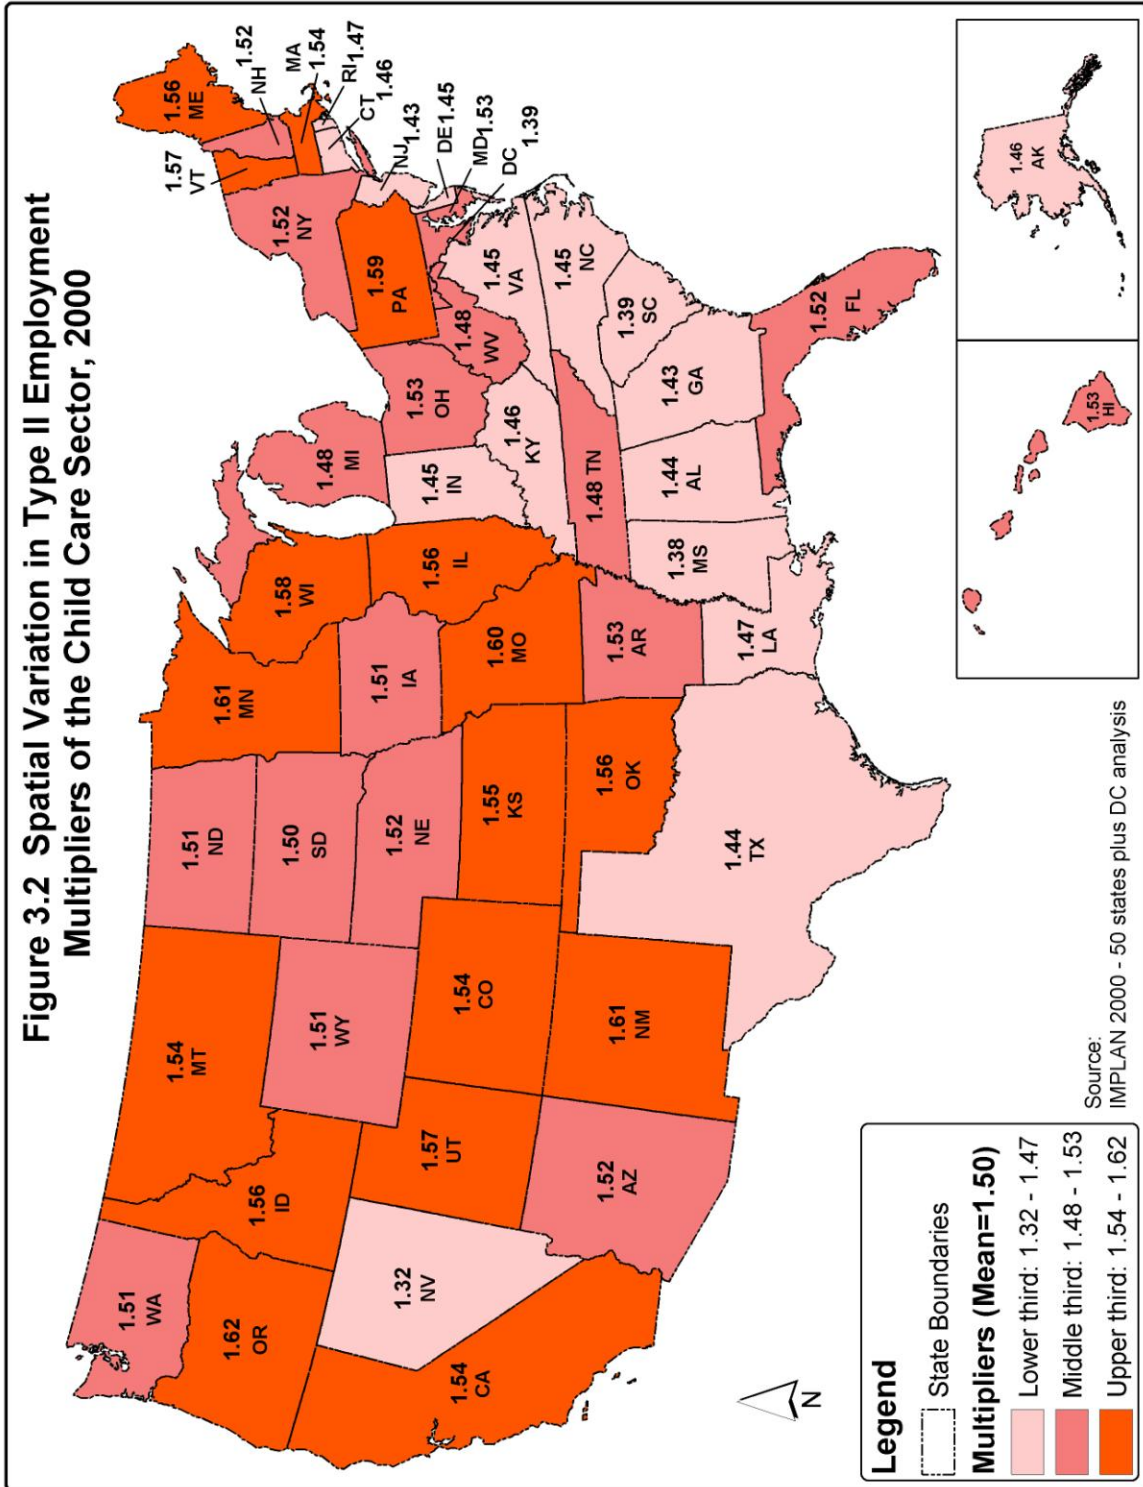 Figure 3.2 Spatial Variation in Type II Employment
Multipliers of the Child Care Sector, 2000
1.51
WA
1.62
OR
1.54
CA
1.32
NV
1.56
ID
1.54
MT
1.51
WY
1.57
UT
1.52
AZ
1.54
CO
1.61
NM
1.51
ND
1.50
SD
1.52
NE
1.55
KS
1.56
OK
1.44
TX
1.61
MN
1.51
IA
1.60
MO
1.53
AR
1.47
LA
1.58
WI
1.56
IL
1.48
MI
1.45
IN
1.53
OH
1.46
KY
1.48 TN
1.38
MS
1.44
AL
1.43
GA
1.52
FL
1.39
SC
1.45
NC
1.45
VA
1.48
WV
1.59
PA
1.52
NY
1.57
VT
1.56
ME
1.52
NH
MA
1.54
RI 1.47
CT 1.46
NJ 1.43
DE 1.45
MD 1.53
DC 1.39
1.53
HI
1.46
AK
N
Legend
State Boundaries
Multipliers (Mean=1.50)
Lower third: 1.32 - 1.47
Middle third: 1.48 - 1.53
Upper third: 1.54 - 1.62
Source:
IMPLAN 2000 - 50 states plus DC analysis